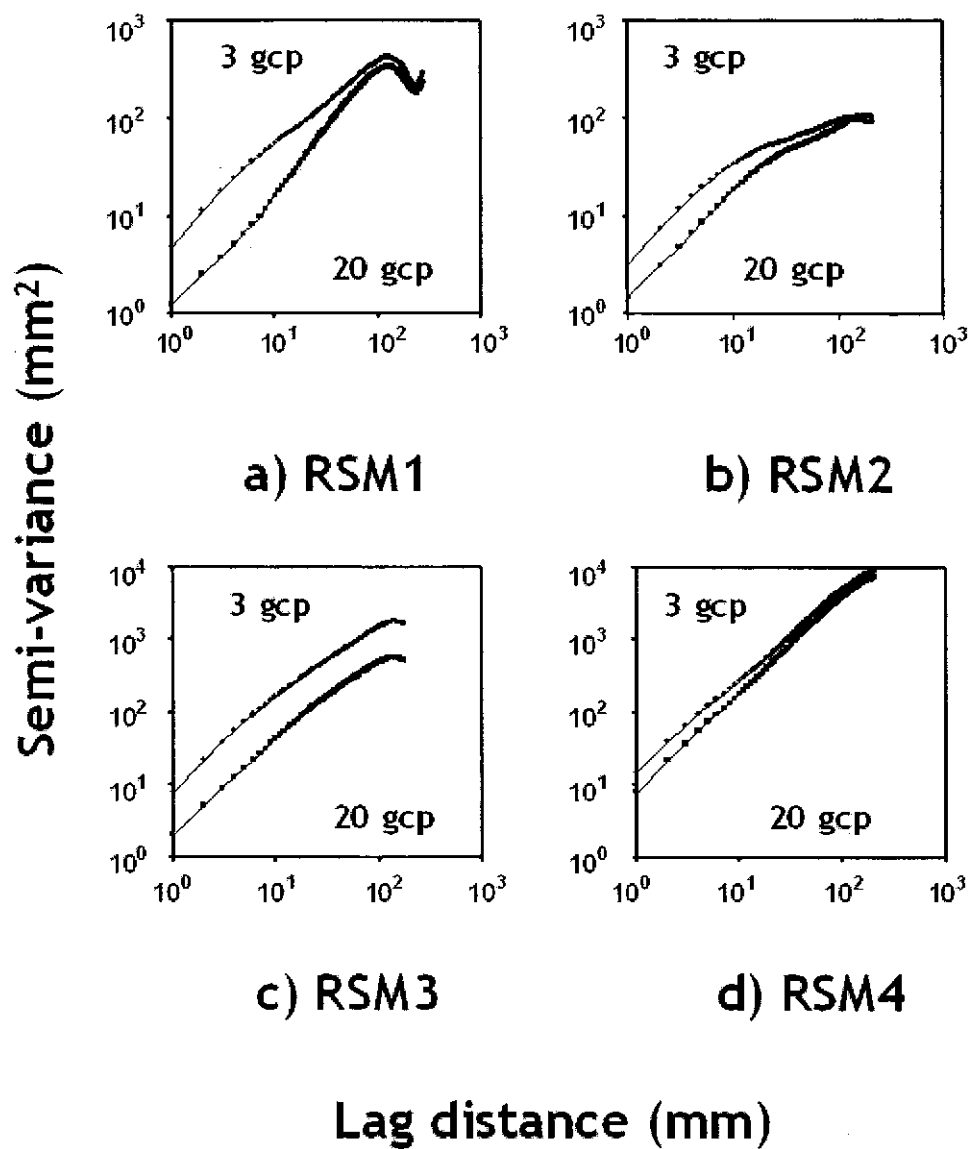 Semi-variance (mm²)
10³
10²
10¹
10⁰
10⁰ 10¹ 10² 10³
3 gcp
20 gcp
a) RSM1
10³
10²
10¹
10⁰
10⁰ 10¹ 10² 10³
3 gcp
20 gcp
b) RSM2
10⁴
10³
10²
10¹
10⁰
10⁰ 10¹ 10² 10³
3 gcp
20 gcp
c) RSM3
10⁴
10³
10²
10¹
10⁰
10⁰ 10¹ 10² 10³
3 gcp
20 gcp
d) RSM4
Lag distance (mm)